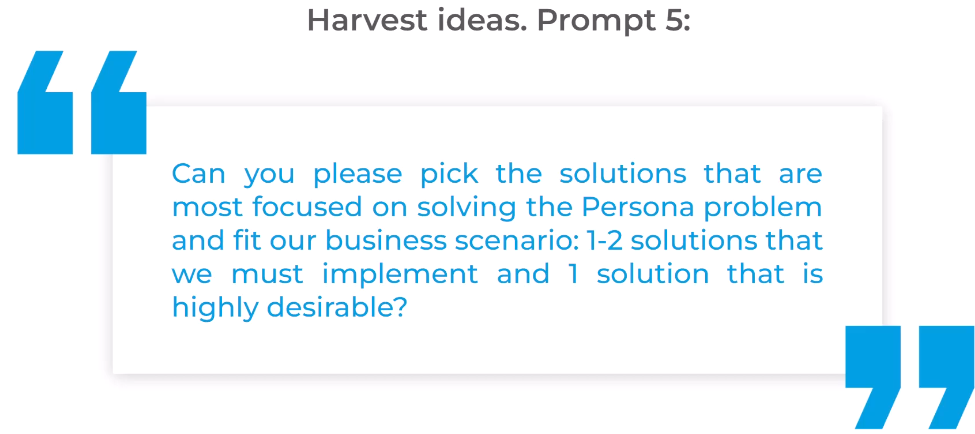 Harvest ideas. Prompt 5:
“
Can you please pick the solutions that are
most focused on solving the Persona problem
and fit our business scenario: 1-2 solutions that
we must implement and 1 solution that is
highly desirable?
”